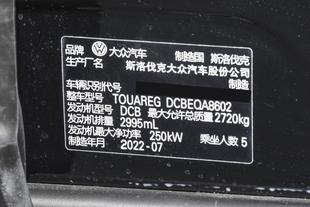 品牌 大众汽车 制造国 斯洛伐克
生产厂名 斯洛伐克大众汽车股份公司
制造
车辆识别代号
整车型号 TOUAREG DCBEQA8602
发动机型号 DCB 最大允许总质量 2720kg
发动机排量 2995mL
发动机最大净功率 250kW 乘坐人数 5
制造年月 2022-07